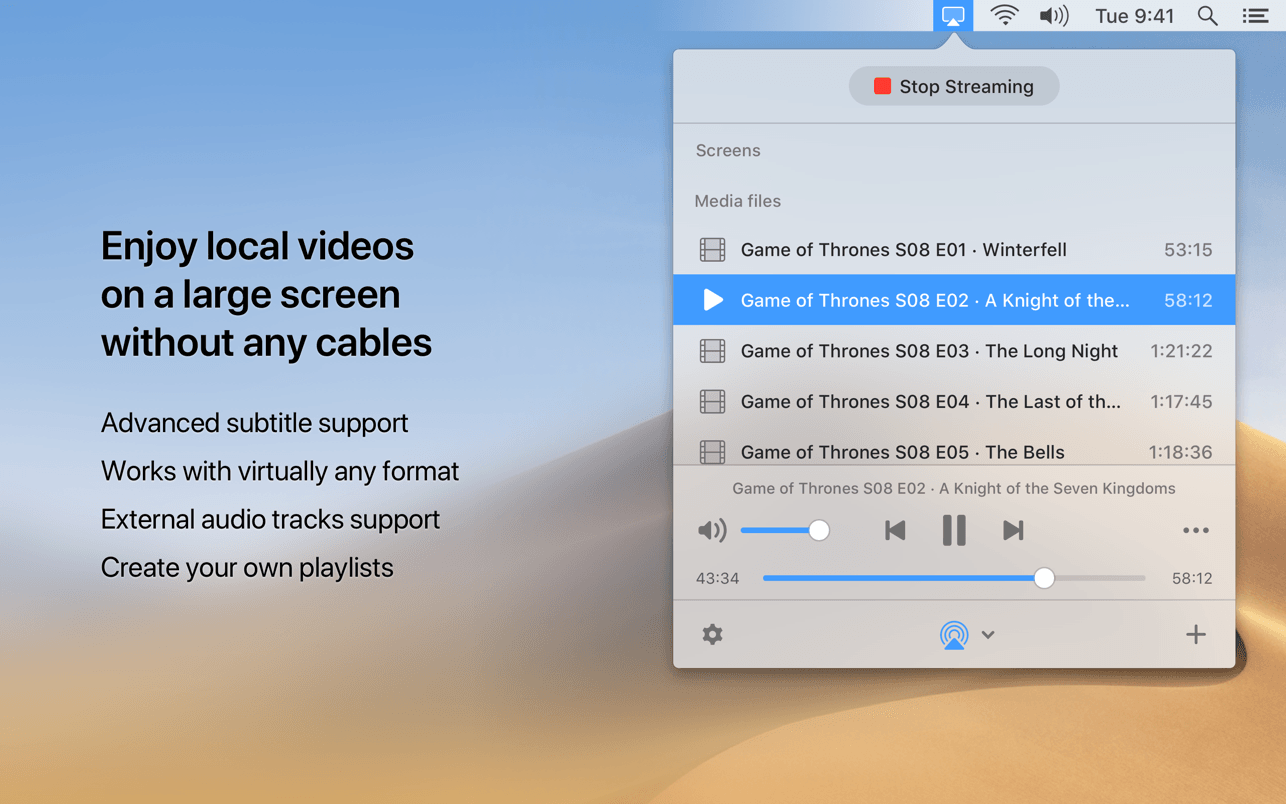 Tue 9:41
Stop Streaming
Screens
Media files
Game of Thrones S08 E01 · Winterfell 53:15
Game of Thrones S08 E02 · A Knight of the... 58:12
Game of Thrones S08 E03 · The Long Night 1:21:22
Game of Thrones S08 E04 · The Last of th... 1:17:45
Game of Thrones S08 E05 · The Bells 1:18:36
Game of Thrones S08 E02 · A Knight of the Seven Kingdoms
43:34 58:12
Enjoy local videos
on a large screen
without any cables
Advanced subtitle support
Works with virtually any format
External audio tracks support
Create your own playlists